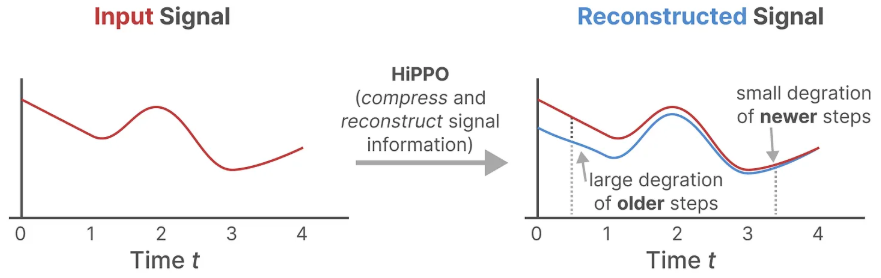 Input Signal
Reconstructed Signal
HiPPO
(compress and
reconstruct signal
information)
small degration
of newer steps
large degration
of older steps
0 1 2 3 4
Time t
0 1 2 3 4
Time t